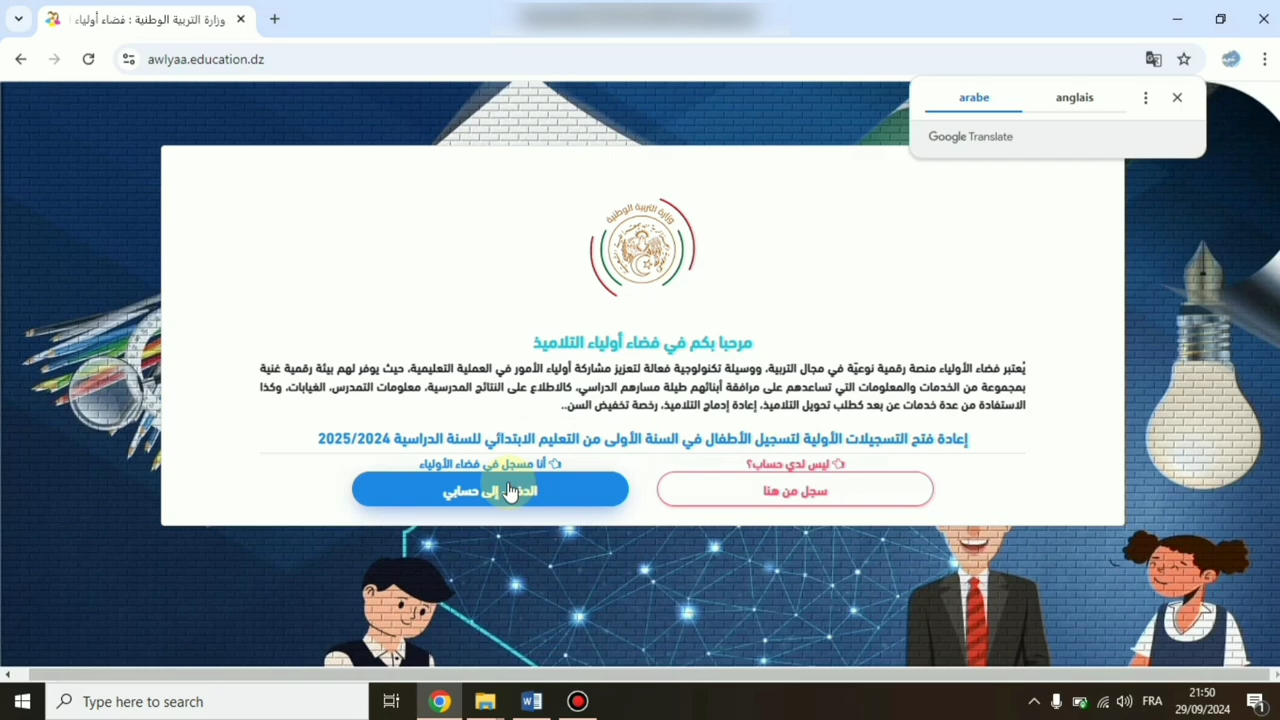 وزارة التربية الوطنية : فضاء أولياء
awlyaa.education.dz
arabe
anglais
Google Translate
وزارة التربية الوطنية
مرحبا بكم في فضاء أولياء التلاميذ
يُعتبر فضاء الأولياء منصة رقمية نوعيّة في مجال التربية، ووسيلة تكنولوجية فعالة لتعزيز مشاركة أولياء الأمور في العملية التعليمية، حيث يوفر لهم بيئة رقمية غنية
بمجموعة من الخدمات والمعلومات التي تساعدهم على مرافقة أبنائهم طيلة مسارهم الدراسي، كالاطلاع على النتائج المدرسية، معلومات التمدرس، الغيابات، وكذا
الاستفادة من عدة خدمات عن بعد كطلب تحويل التلاميذ، إعادة إدماج التلاميذ، رخصة تخفيض السن..
إعادة فتح التسجيلات الأولية لتسجيل الأطفال في السنة الأولى من التعليم الابتدائي للسنة الدراسية 2025/2024
ليس لدي حساب؟
أنا مسجل في فضاء الأولياء
سجل من هنا
إلى حسابي
Type here to search
FRA
21:50
29/09/2024
1